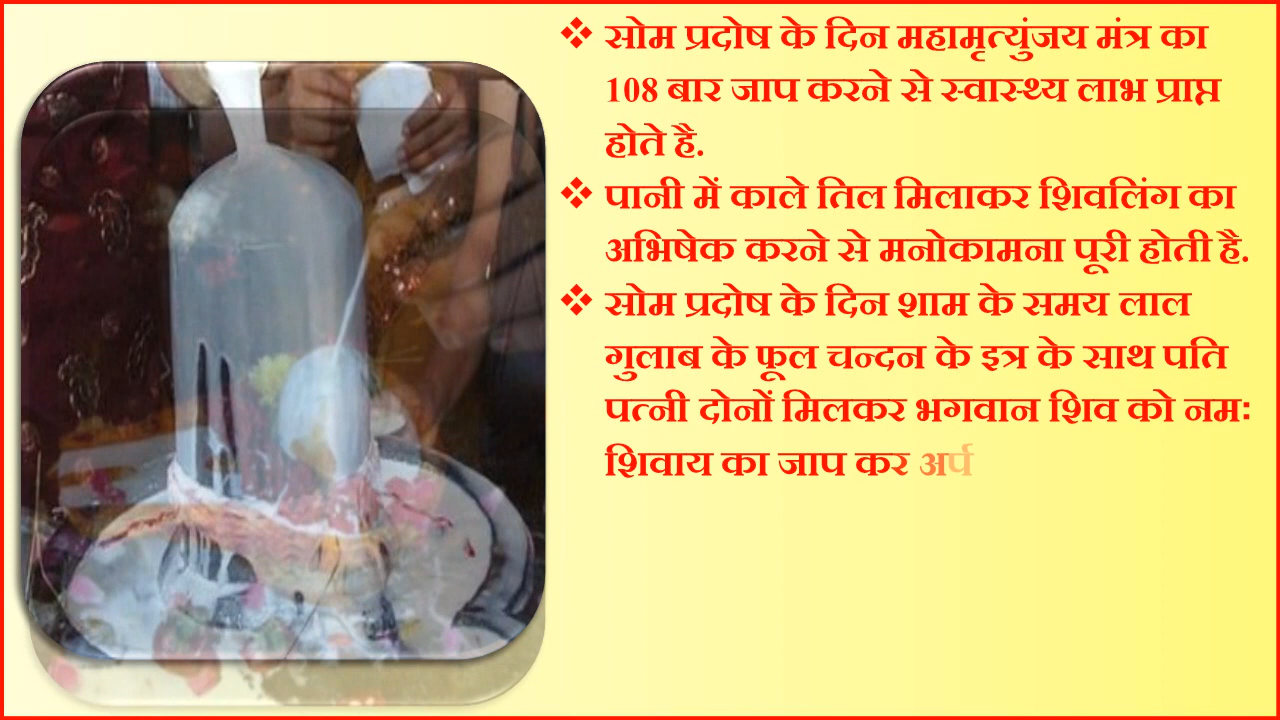 ❖ सोम प्रदोष के दिन महामृत्युंजय मंत्र का
108 बार जाप करने से स्वास्थ्य लाभ प्राप्त
होते है.
❖ पानी में काले तिल मिलाकर शिवलिंग का
अभिषेक करने से मनोकामना पूरी होती है.
❖ सोम प्रदोष के दिन शाम के समय लाल
गुलाब के फूल चन्दन के इत्र के साथ पति
पत्नी दोनों मिलकर भगवान शिव को नमः
शिवाय का जाप कर अर्प